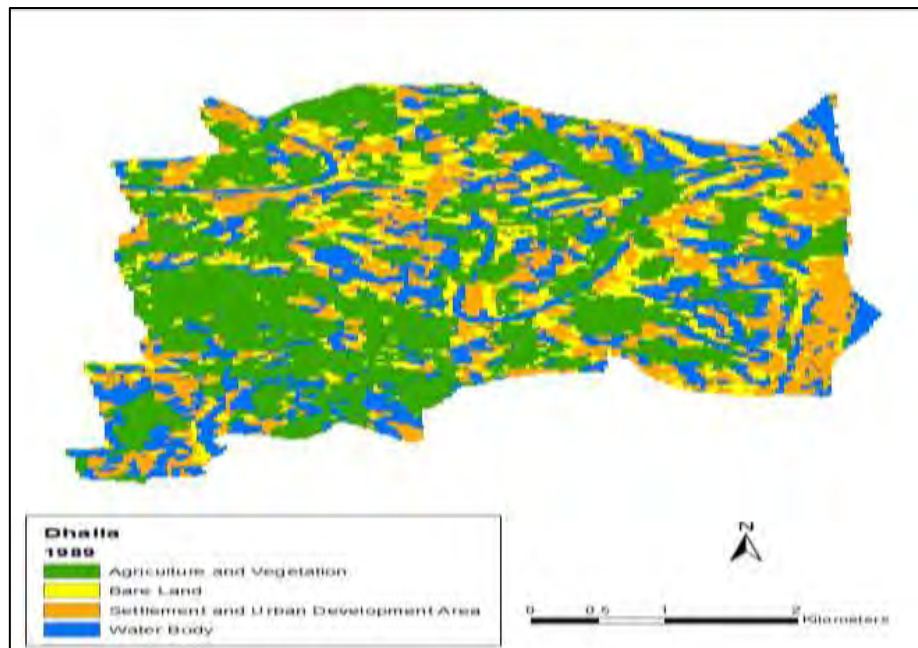 Dhalla
1989
Agriculture and Vegetation
Bare Land
Settlement and Urban Development Area
Water Body
N
0 0.5 1 2
Kilometers